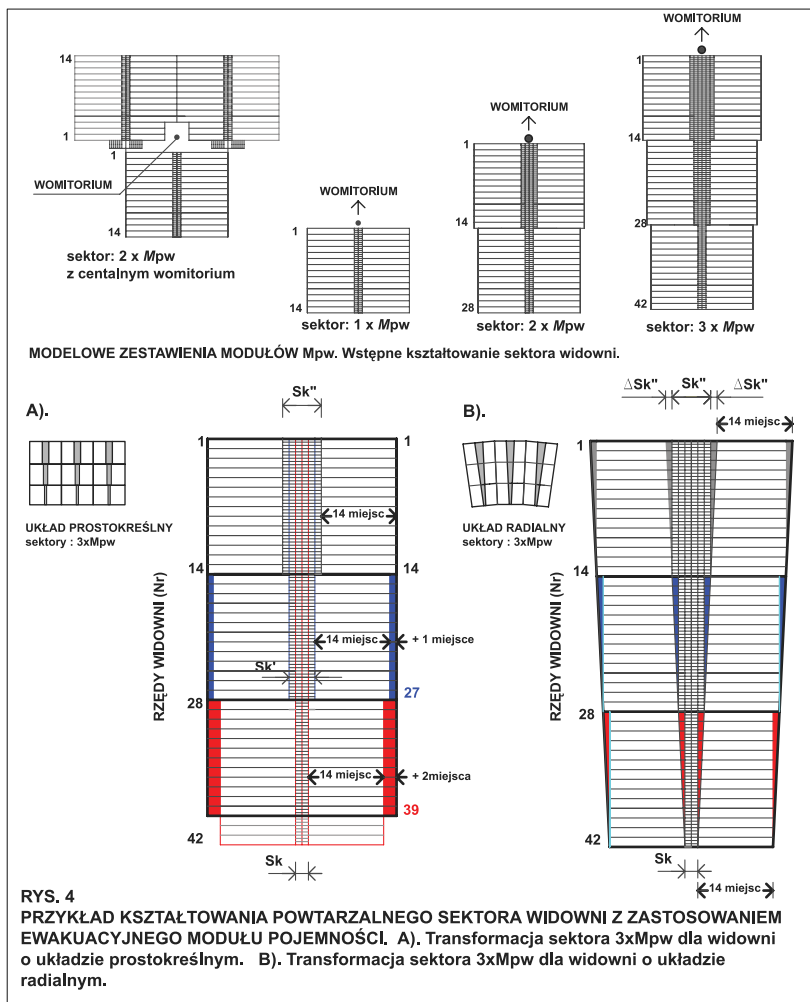 WOMITORIUM
14
1
WOMITORIUM
1
WOMITORIUM
1
1
WOMITORIUM
14
WOMITORIUM
1
14
28
14
sektor: 2 x Mpw
z centalnym womitorium
14
28
42
sektor: 1 x Mpw
sektor: 2 x Mpw
sektor: 3 x Mpw
MODELOWE ZESTAWIENIA MODUŁÓW Mpw. Wstępne kształtowanie sektora widowni.
A).
Sk"
B).
ΔSk" Sk" ΔSk"
14 miejsc
1
1
1
UKŁAD PROSTOKREŚLNY
sektory : 3xMpw
14 miejsc
UKŁAD RADIALNY
sektory : 3xMpw
14
14
14
RZĘDY WIDOWNI (Nr)
14 miejsc
+ 1 miejsce
Sk'
27
28
RZĘDY WIDOWNI (Nr)
28
14 miejsc
+ 2miejsca
39
42
42
Sk
Sk
14 miejsc
RYS. 4
PRZYKŁAD KSZTAŁTOWANIA POWTARZALNEGO SEKTORA WIDOWNI Z ZASTOSOWANIEM
EWAKUACYJNEGO MODUŁU POJEMNOŚCI. A). Transformacja sektora 3xMpw dla widowni
o układzie prostokreślnym. B). Transformacja sektora 3xMpw dla widowni o układzie
radialnym.